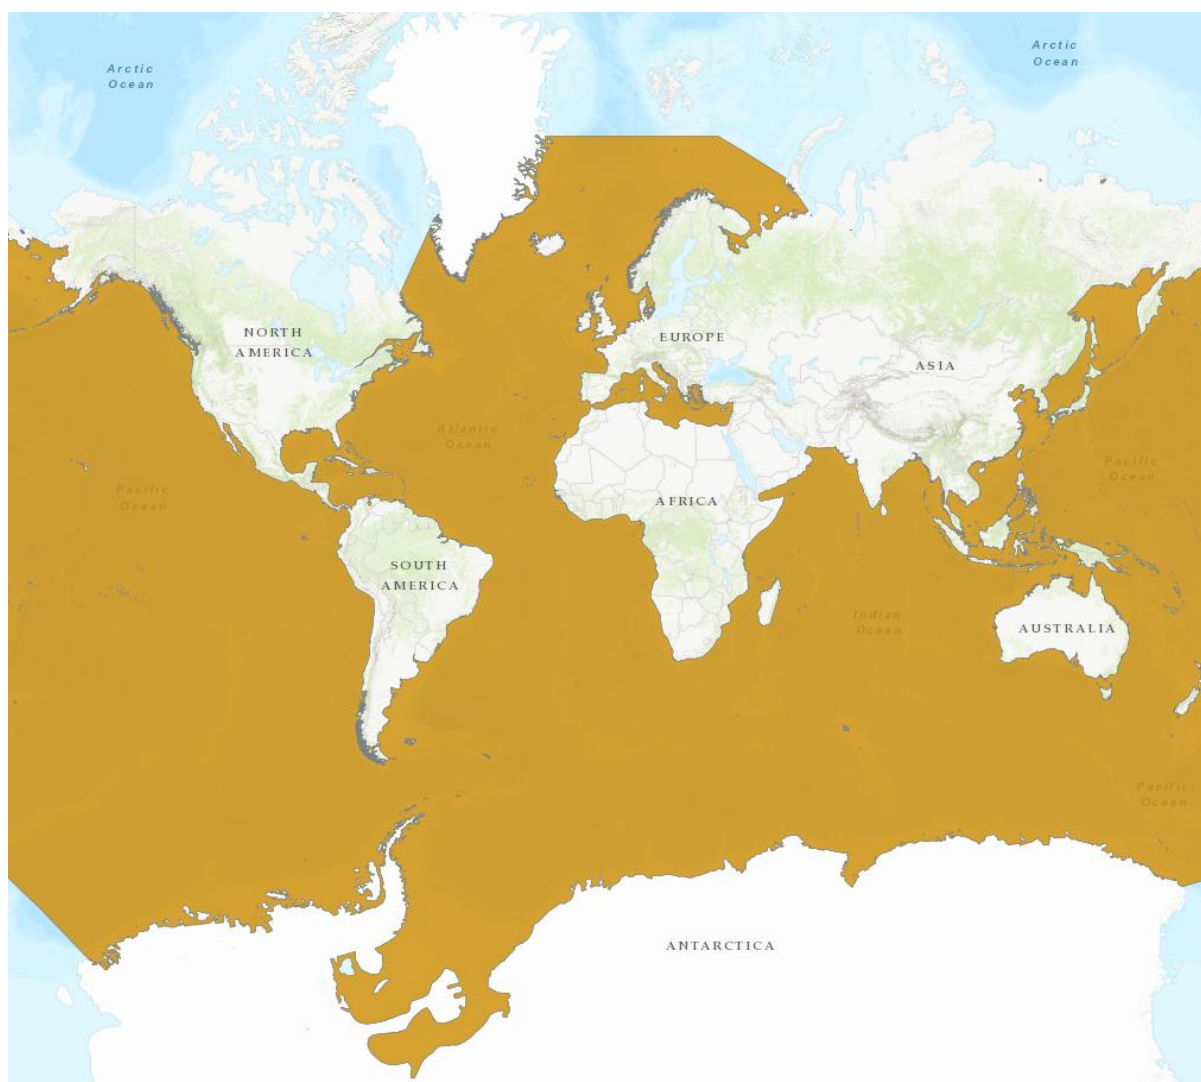 Arctic
Ocean
Arctic
Ocean
NORTH
AMERICA
EUROPE
ASIA
Atlantic
Ocean
Pacific
Ocean
Pacific
Ocean
AFRICA
SOUTH
AMERICA
Indian
Ocean
AUSTRALIA
Pacific
Ocean
ANTARCTICA